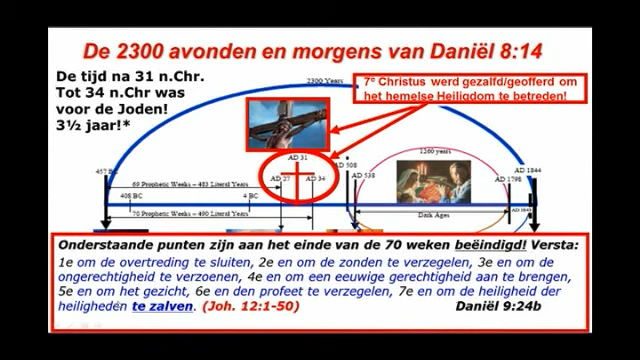 De 2300 avonden en morgens van Daniël 8:14
De tijd na 31 n.Chr.
Tot 34 n.Chr was
voor de Joden!
3½ jaar!*
2300 Years
7e Christus werd gezalfd/geofferd om
het hemelse Heiligdom te betreden!
AD 31
AD 27
AD 34
AD 508
AD 538
1260 years
AD 1798
AD 1844
AD 1843
457 BC
69 Prophetic Weeks – 483 Literal Years
408 BC
4 BC
70 Prophetic Weeks – 490 Literal Years
Dark Ages
Onderstaande punten zijn aan het einde van de 70 weken beëindigd! Versta:
1e om de overtreding te sluiten, 2e en om de zonden te verzegelen, 3e en om de
ongerechtigheid te verzoenen, 4e en om een eeuwige gerechtigheid aan te brengen,
5e en om het gezicht, 6e en den profeet te verzegelen, 7e en om de heiligheid der
heiligheden te zalven. (Joh. 12:1-50) Daniël 9:24b